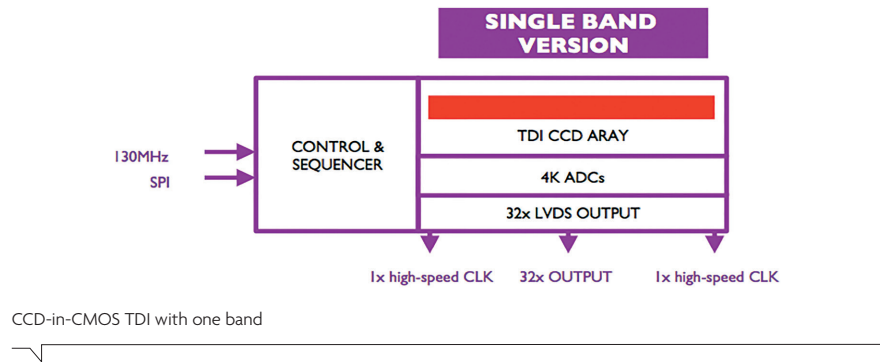 SINGLE BAND
VERSION
130MHz
SPI
CONTROL &
SEQUENCER
TDI CCD ARAY
4K ADCs
32x LVDS OUTPUT
1x high-speed CLK
32x OUTPUT
1x high-speed CLK
CCD-in-CMOS TDI with one band